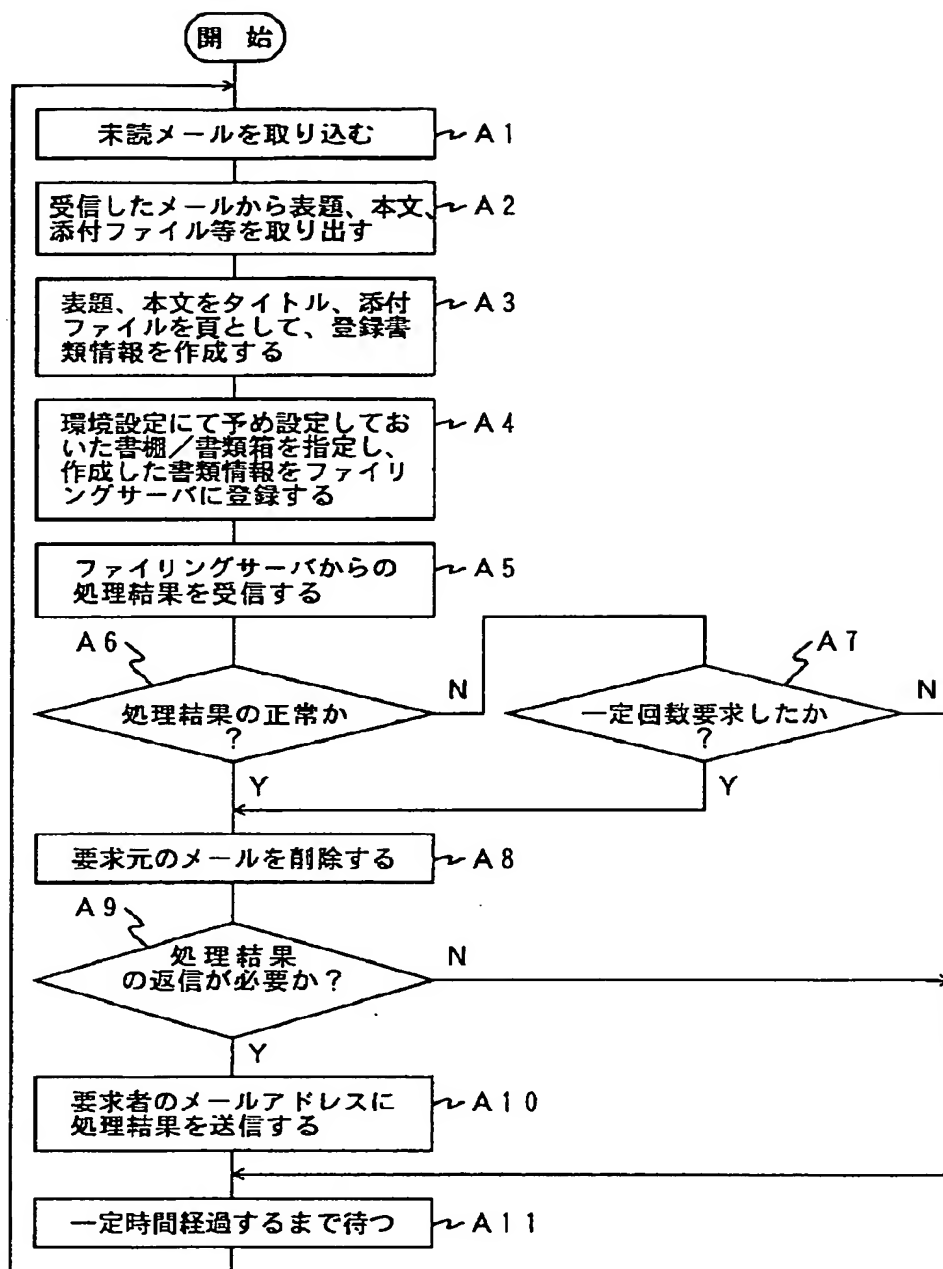 開 始
未読メールを取り込む
A1
受信したメールから表題、本文、
添付ファイル等を取り出す
A2
表題、本文をタイトル、添付
ファイルを頁として、登録書
類情報を作成する
A3
環境設定にて予め設定してお
いた書棚／書類箱を指定し、
作成した書類情報をファイリ
ングサーバに登録する
A4
ファイリングサーバからの
処理結果を受信する
A5
A6
処理結果の正常か
?
N
Y
A7
一定回数要求したか
?
N
Y
要求元のメールを削除する
A8
A9
処理結果
の返信が必要か?
N
Y
要求者のメールアドレスに
処理結果を送信する
A10
一定時間経過するまで待つ
A11